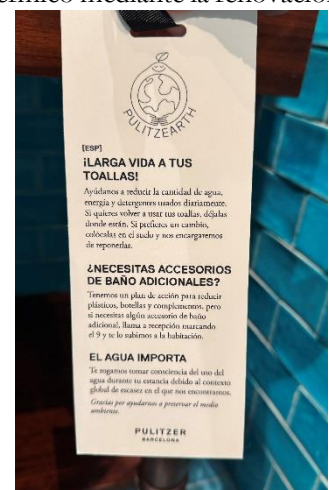 PULITZEARTH
[ESP]
¡LARGA VIDA A TUS
TOALLAS!
Ayúdanos a reducir la cantidad de agua,
energía y detergentes usados diariamente.
Si quieres volver a usar tus toallas, déjalas
donde están. Si prefieres un cambio,
colócalas en el suelo y nos encargaremos
de reponerlas.
¿NECESITAS ACCESORIOS
DE BAÑO ADICIONALES?
Tenemos un plan de acción para reducir
plásticos, botellas y complementos, pero
si necesitas algún accesorio de baño
adicional, llama a recepción marcando
el 9 y te lo subimos a la habitación.
EL AGUA IMPORTA
Te rogamos tomar consciencia del uso del
agua durante tu estancia debido al contexto
global de escasez en el que nos encontramos.
Gracias por ayudarnos a preservar el medio
ambiente.
PULITZER
BARCELONA